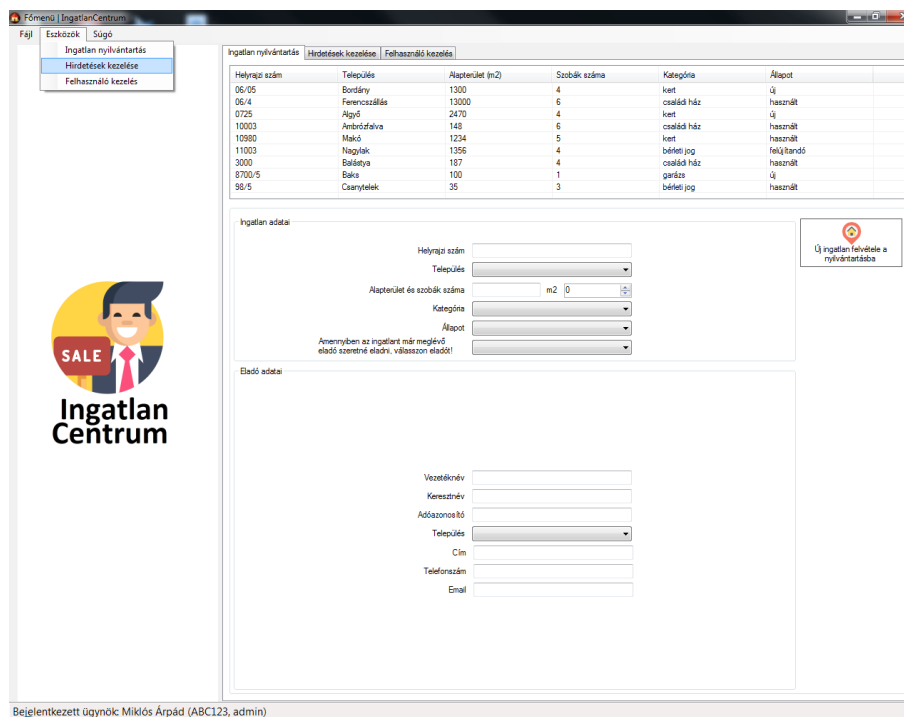 Főmenü | IngatlanCentrum
Fájl Eszközök Súgó
Ingatlan nyilvántartás
Hirdetések kezelése
Felhasználó kezelés
Ingatlan nyilvántartás Hirdetések kezelése Felhasználó kezelés
Helyrajzi szám Település Alapterület (m2) Szobák száma Kategória Állapot
06/05 Bordány 1300 4 kert új
06/4 Ferencszállás 13000 6 családi ház használt
0725 Algyő 2470 4 kert új
10003 Ambrózfalva 148 6 családi ház használt
10980 Makó 1234 5 kert használt
11003 Nagylak 1356 4 bérleti jog felújítandó
3000 Balástya 187 4 családi ház használt
8700/5 Baks 100 1 garázs új
98/5 Csanytelek 35 3 bérleti jog használt
Ingatlan adatai
Helyrajzi szám
Település
Alapterület és szobák száma m2 0
Kategória
Állapot
Amennyiben az ingatlant már meglévő
eladó szeretné eladni, válasszon eladót!
Új ingatlan felvétele a
nyilvántartásba
SALE
Ingatlan
Centrum
Eladó adatai
Vezetéknév
Keresztnév
Adóazonosító
Település
Cím
Telefonszám
Email
Bejelentkezett ügynök: Miklós Árpád (ABC123, admin)